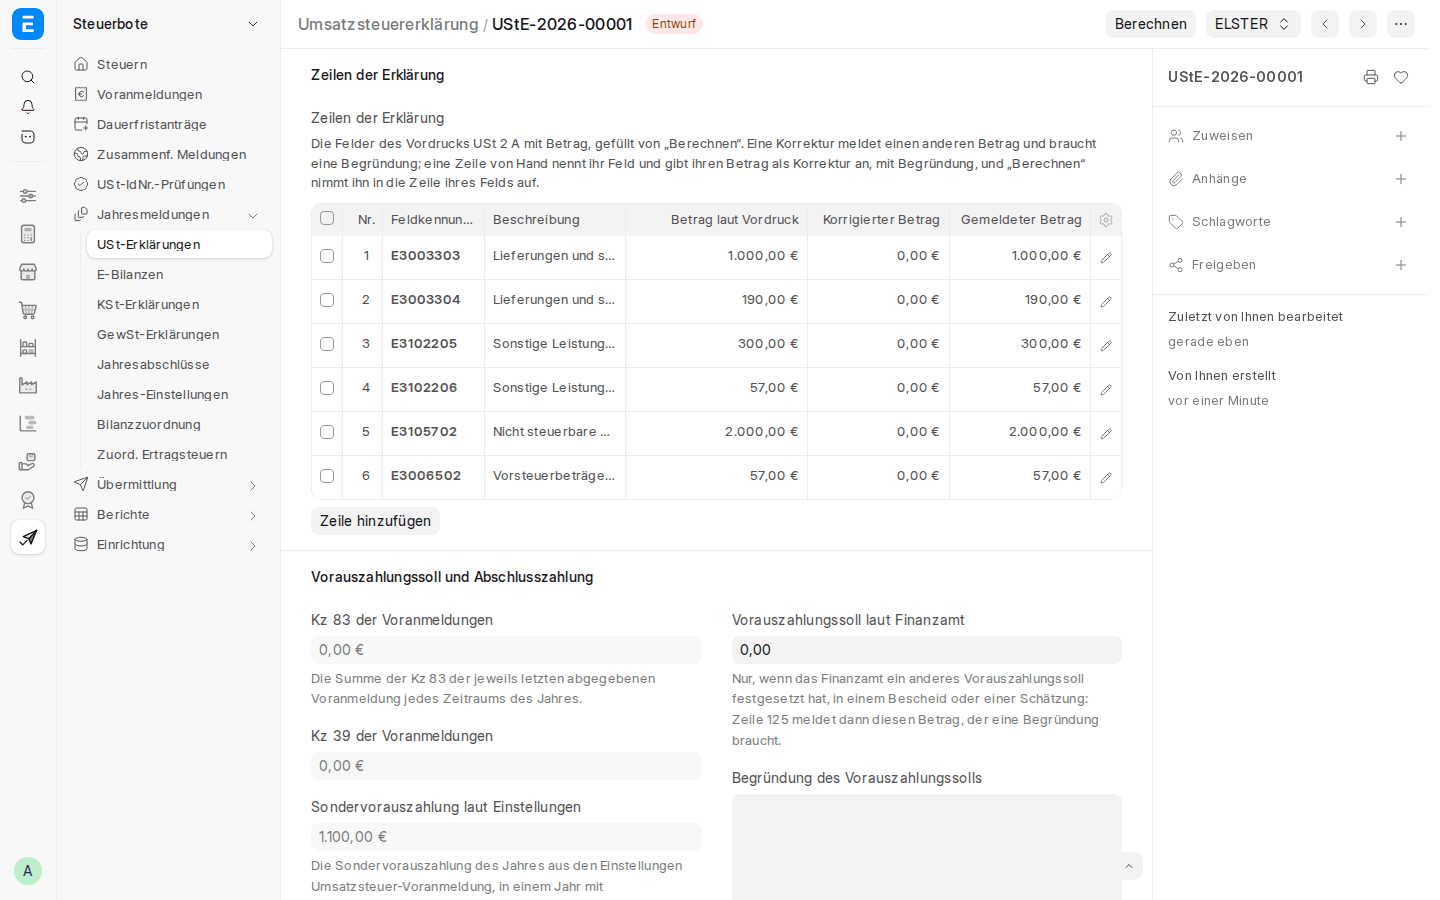 Steuerbote
Steuern
Voranmeldungen
Dauerfristanträge
Zusammenf. Meldungen
USt-IdNr.-Prüfungen
Jahresmeldungen
USt-Erklärungen
E-Bilanzen
KSt-Erklärungen
GewSt-Erklärungen
Jahresabschlüsse
Jahres-Einstellungen
Bilanzzuordnung
Zuord. Ertragsteuern
Übermittlung
Berichte
Einrichtung
A
Umsatzsteuererklärung / UStE-2026-00001 Entwurf
Berechnen ELSTER
Zeilen der Erklärung
Zeilen der Erklärung
Die Felder des Vordrucks USt 2 A mit Betrag, gefüllt von „Berechnen“. Eine Korrektur meldet einen anderen Betrag und braucht
eine Begründung; eine Zeile von Hand nennt ihr Feld und gibt ihren Betrag als Korrektur an, mit Begründung, und „Berechnen“
nimmt ihn in die Zeile ihres Felds auf.
Nr. Feldkennun... Beschreibung Betrag laut Vordruck Korrigierter Betrag Gemeldeter Betrag
1 E3003303 Lieferungen und s... 1.000,00 € 0,00 € 1.000,00 €
2 E3003304 Lieferungen und s... 190,00 € 0,00 € 190,00 €
3 E3102205 Sonstige Leistung... 300,00 € 0,00 € 300,00 €
4 E3102206 Sonstige Leistung... 57,00 € 0,00 € 57,00 €
5 E3105702 Nicht steuerbare ... 2.000,00 € 0,00 € 2.000,00 €
6 E3006502 Vorsteuerbeträge... 57,00 € 0,00 € 57,00 €
Zeile hinzufügen
Vorauszahlungssoll und Abschlusszahlung
Kz 83 der Voranmeldungen
0,00 €
Die Summe der Kz 83 der jeweils letzten abgegebenen
Voranmeldung jedes Zeitraums des Jahres.
Kz 39 der Voranmeldungen
0,00 €
Sondervorauszahlung laut Einstellungen
1.100,00 €
Die Sondervorauszahlung des Jahres aus den Einstellungen
Umsatzsteuer-Voranmeldung, in einem Jahr mit
Vorauszahlungssoll laut Finanzamt
0,00
Nur, wenn das Finanzamt ein anderes Vorauszahlungssoll
festgesetzt hat, in einem Bescheid oder einer Schätzung:
Zeile 125 meldet dann diesen Betrag, der eine Begründung
braucht.
Begründung des Vorauszahlungssolls
UStE-2026-00001
Zuweisen
Anhänge
Schlagworte
Freigeben
Zuletzt von Ihnen bearbeitet
gerade eben
Von Ihnen erstellt
vor einer Minute